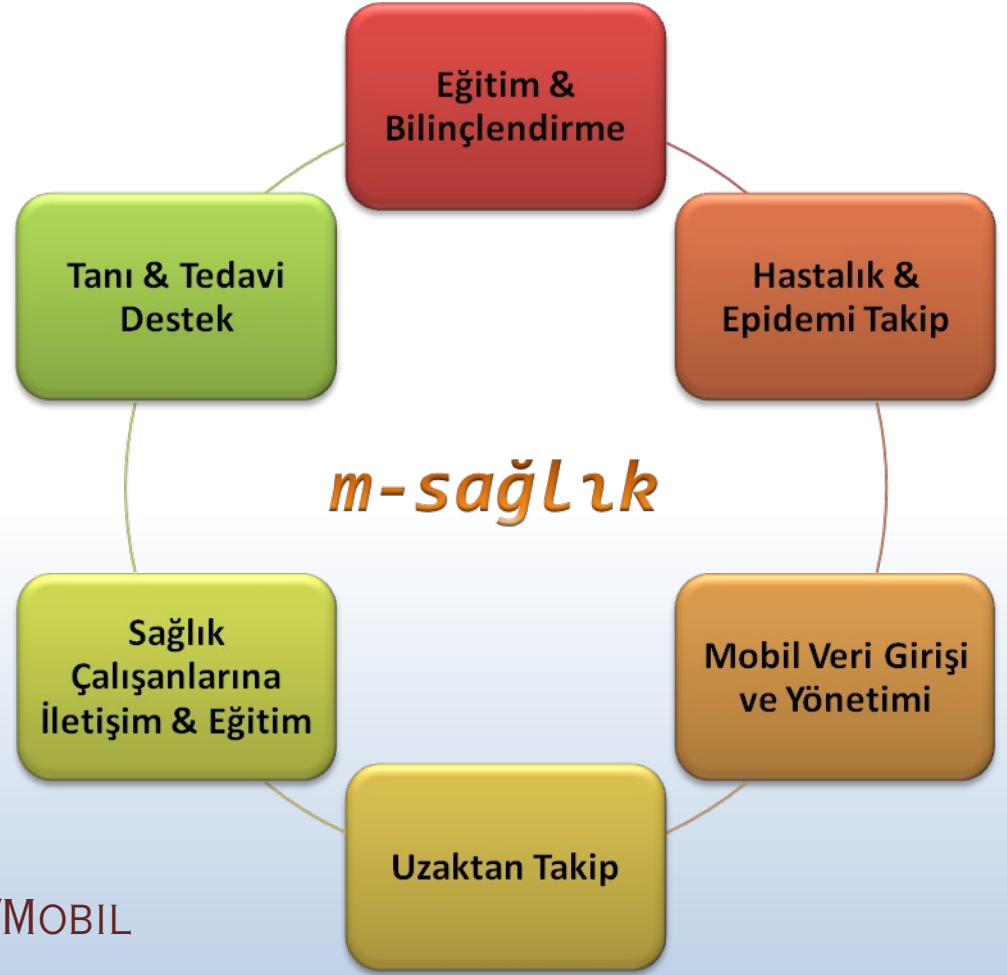 Eğitim &
Bilinçlendirme
Hastalık &
Epidemi Takip
Mobil Veri Girişi
ve Yönetimi
Uzaktan Takip
Sağlık
Çalışanlarına
İletişim & Eğitim
Tanı & Tedavi
Destek
m-sağlık
/MOBIL